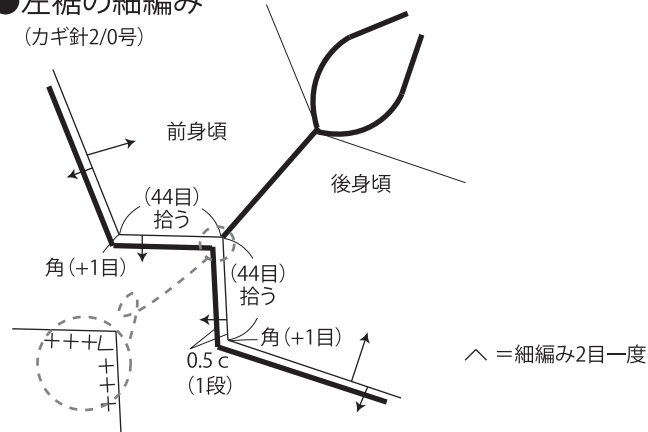 ●左裾の細編み
（カギ針2/0号）
前身頃
後身頃
（44目）
拾う
角（+1目）
（44目）
拾う
角（+1目）
0.5 c
（1段）
＝細編み2目一度